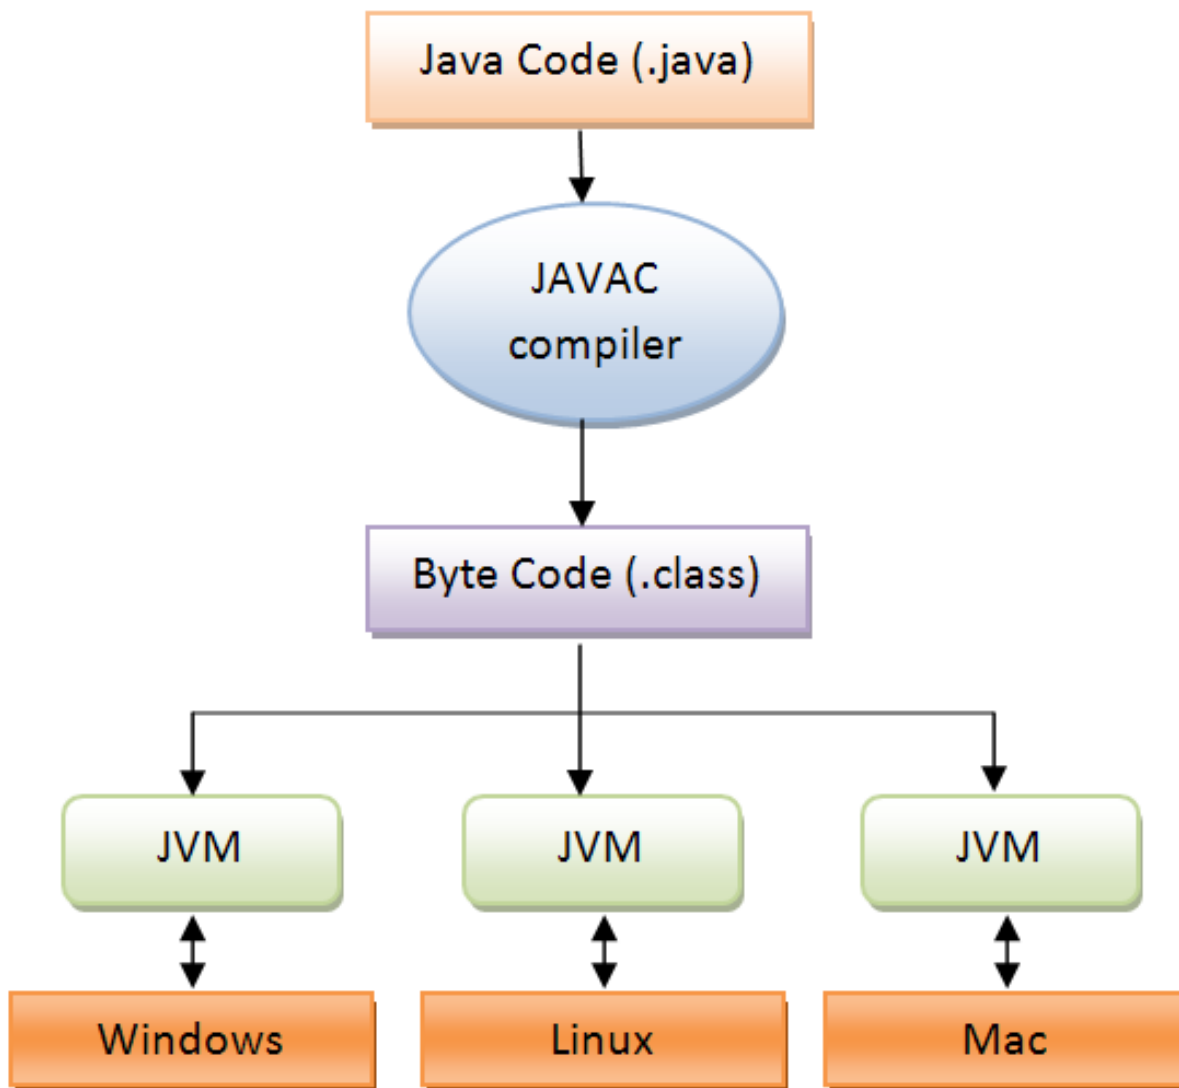 Java Code (.java)
JAVAC
compiler
Byte Code (.class)
JVM
JVM
JVM
Windows
Linux
Mac